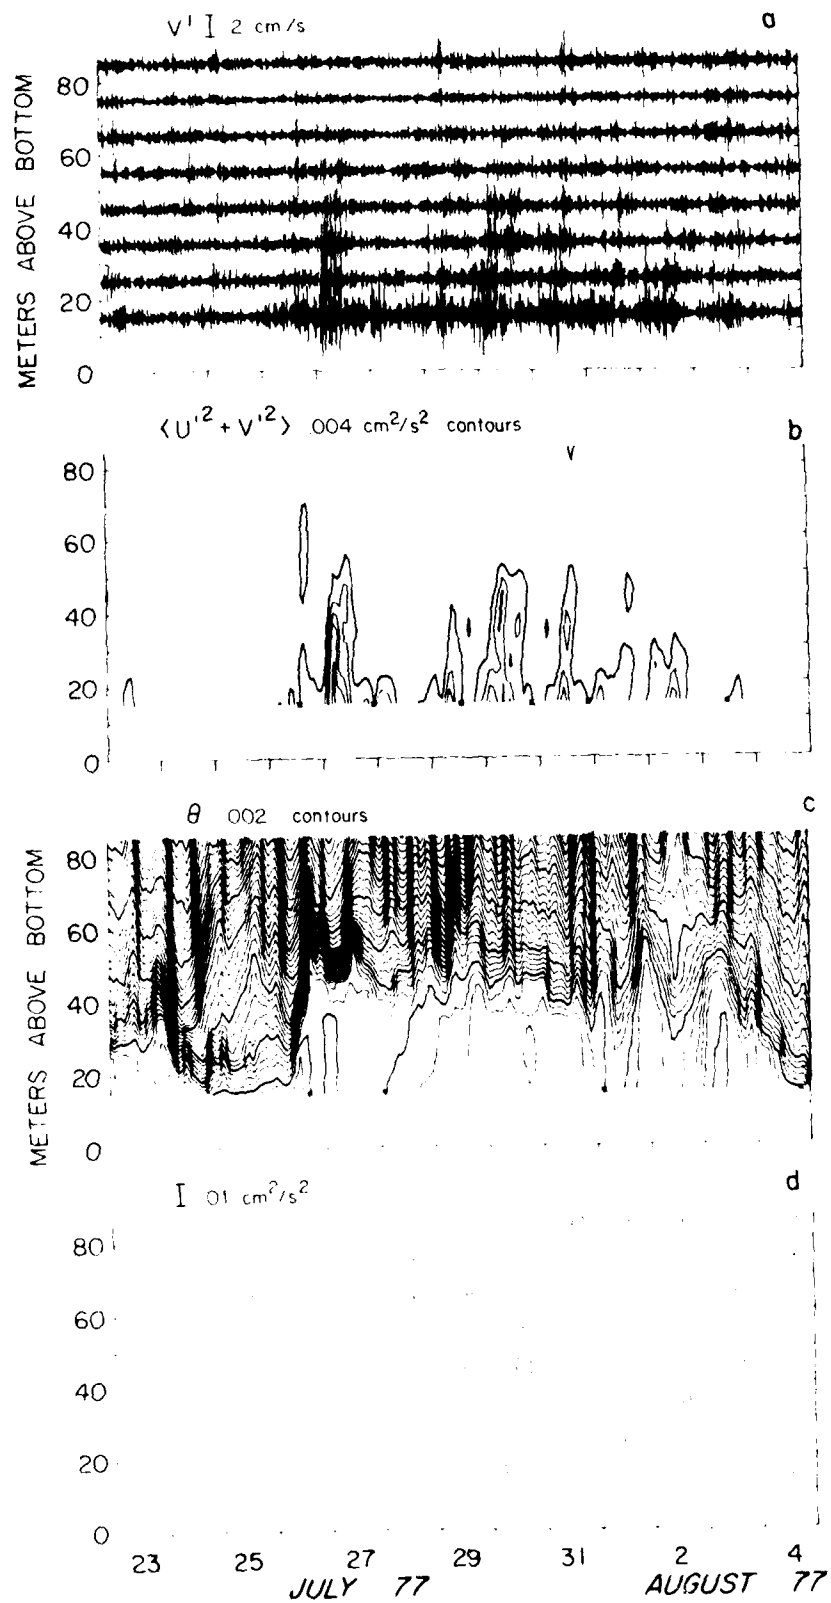 V' 2 cm/s
a
80
60
40
20
0
METERS ABOVE BOTTOM
⟨U'² + V'²⟩ .004 cm²/s² contours
b
80
60
40
20
0
θ .002 contours
c
80
60
40
20
0
METERS ABOVE BOTTOM
.01 cm²/s²
d
80
60
40
20
0
23 25 27 29 31 2 4
JULY 77 AUGUST 77